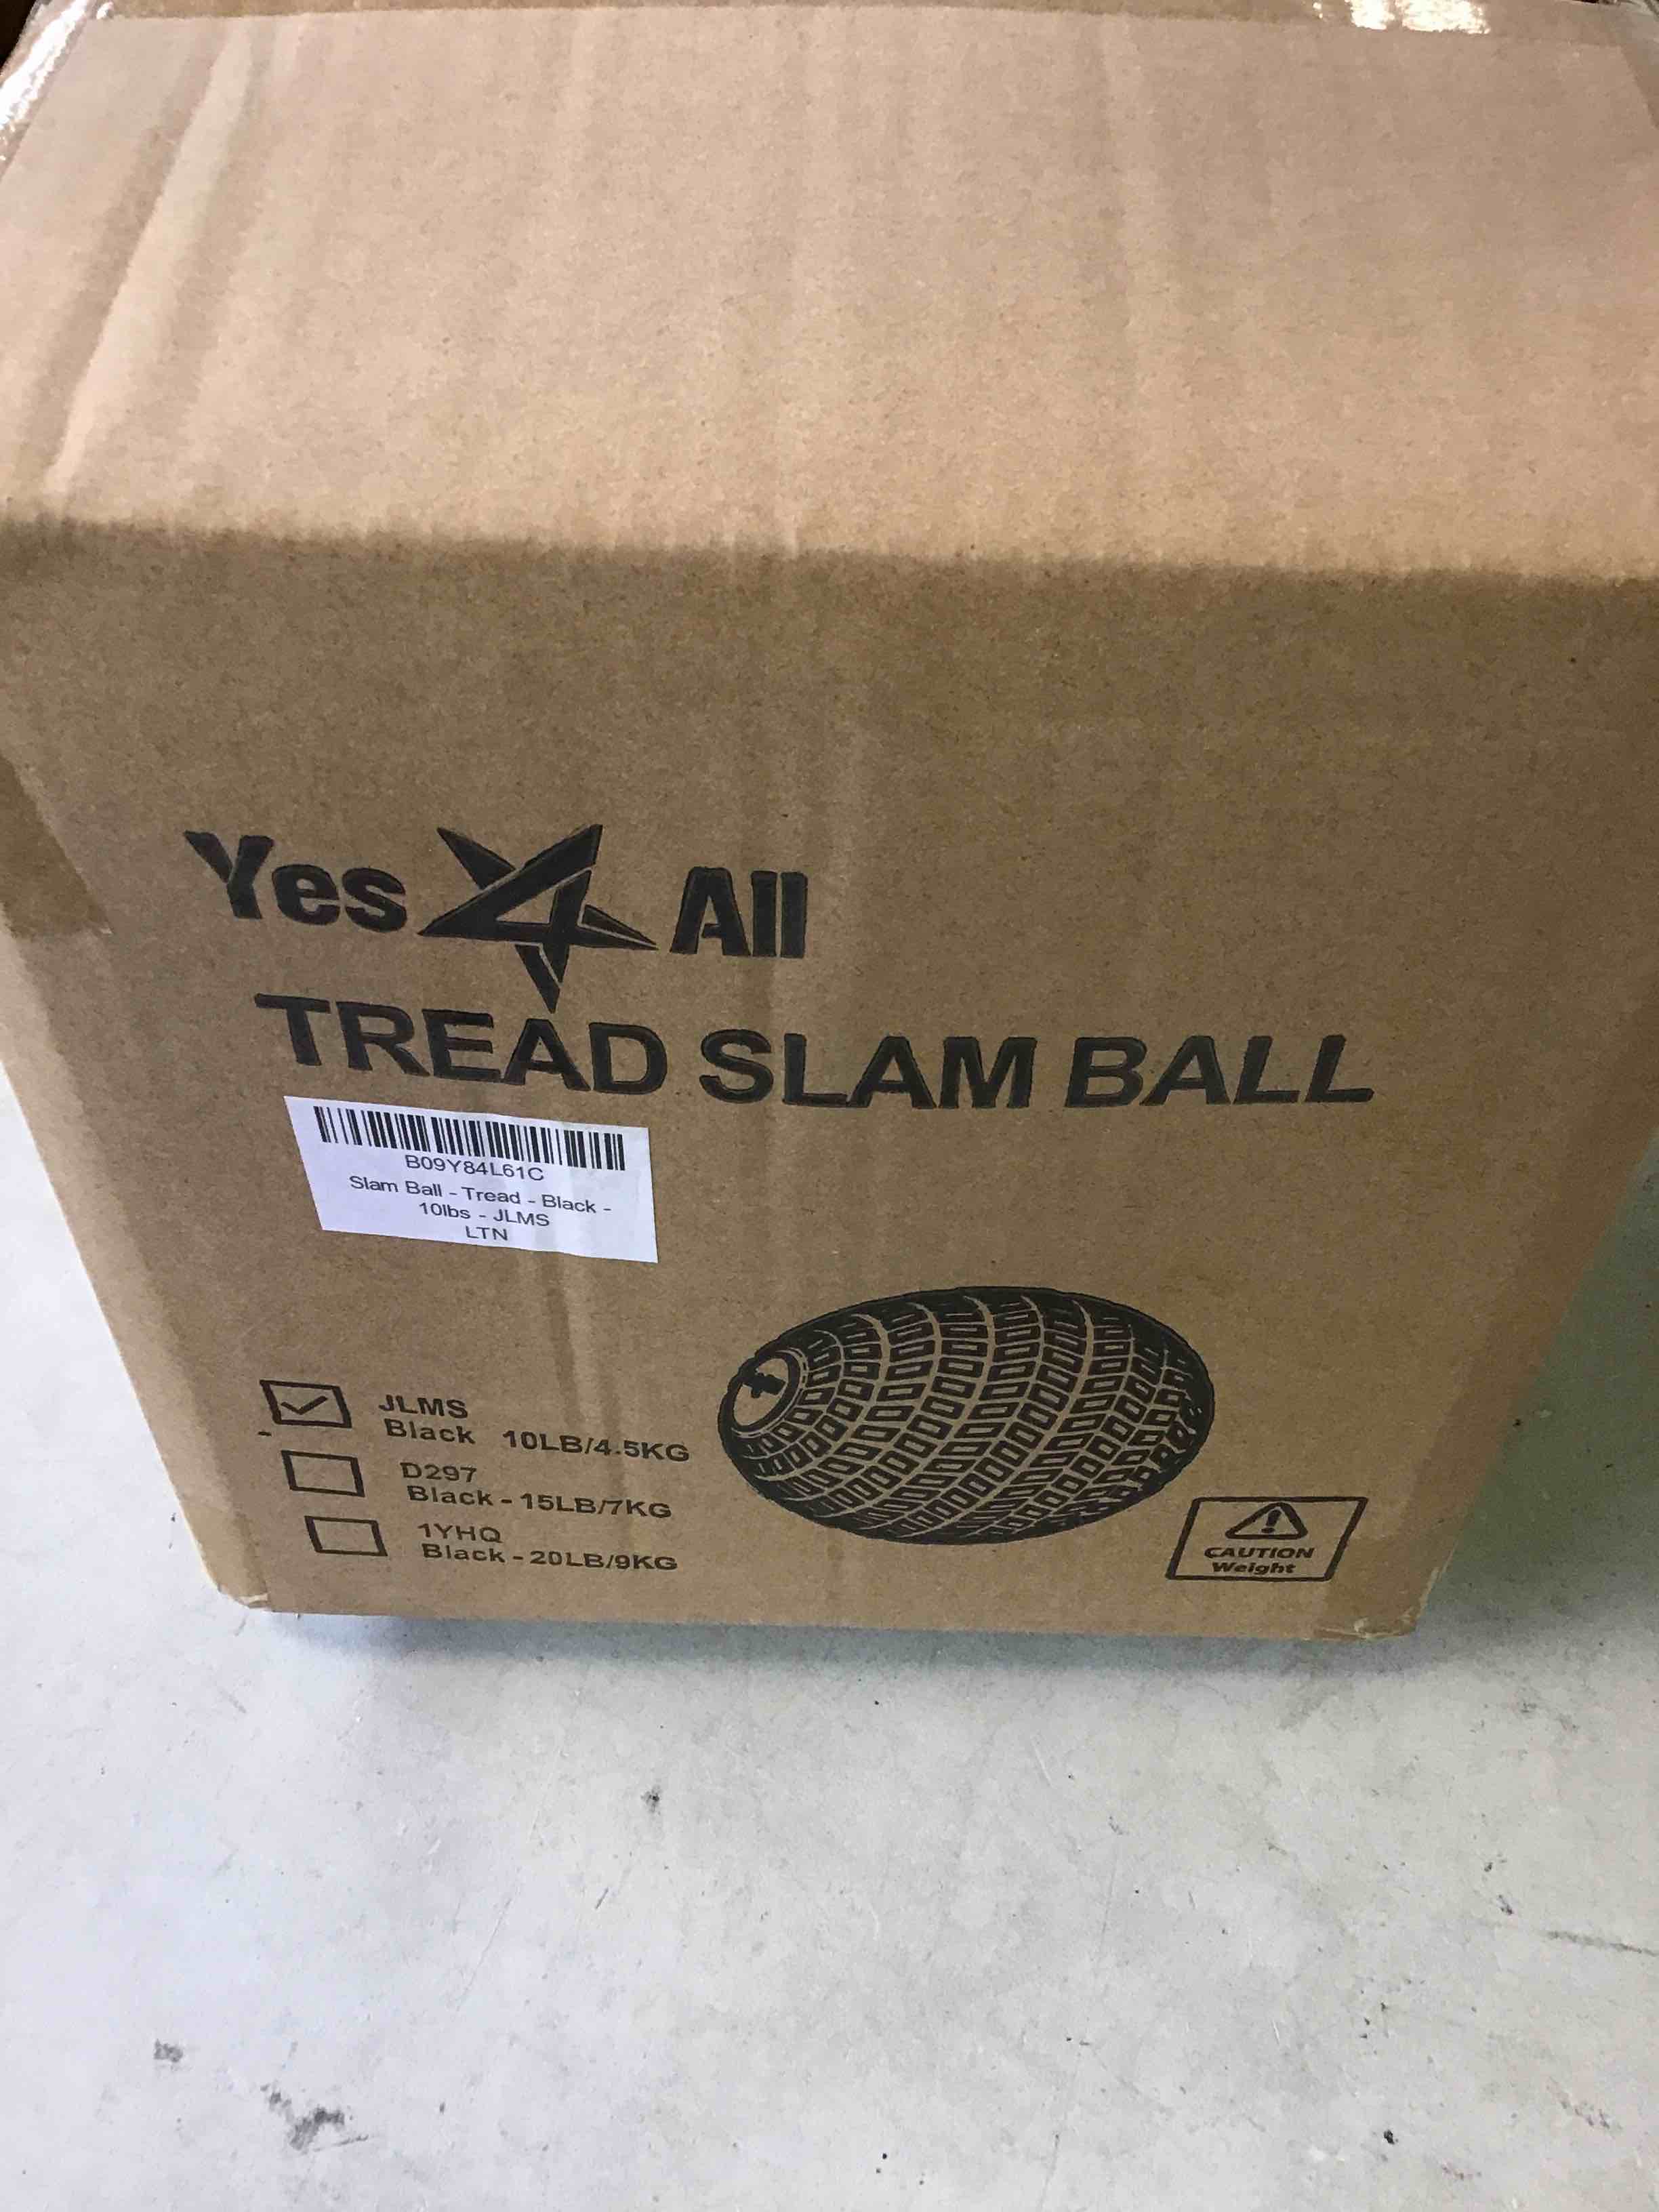 Yes 4 All
TREAD SLAM BALL
B09Y84L61C
Slam Ball - Tread - Black -
10lbs - JLMS
LTN
JLMS
Black 10LB/4.5KG
D297
Black - 15LB/7KG
1YHQ
Black - 20LB/9KG
CAUTION
Weight